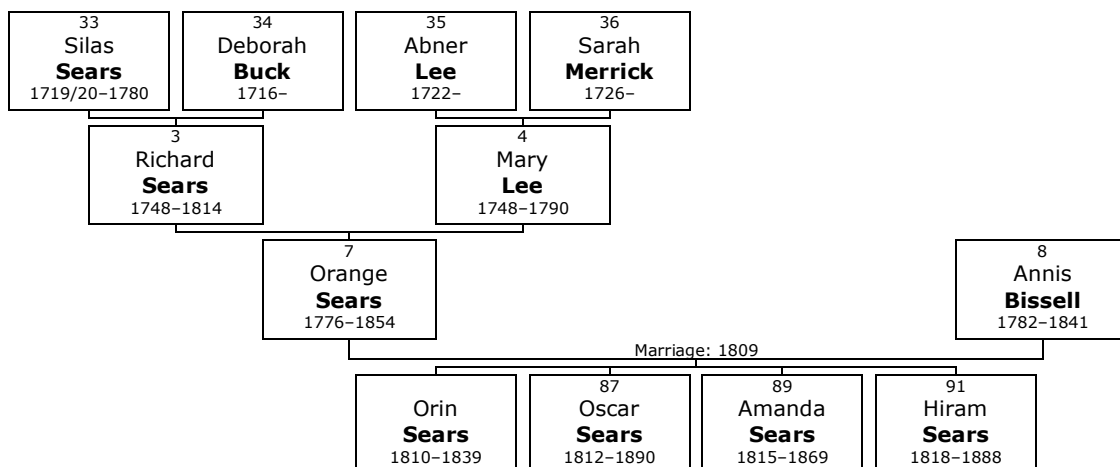 33
Silas
Sears
1719/20–1780
34
Deborah
Buck
1716–
35
Abner
Lee
1722–
36
Sarah
Merrick
1726–
3
Richard
Sears
1748–1814
4
Mary
Lee
1748–1790
7
Orange
Sears
1776–1854
8
Annis
Bissell
1782–1841
Marriage: 1809
Orin
Sears
1810–1839
87
Oscar
Sears
1812–1890
89
Amanda
Sears
1815–1869
91
Hiram
Sears
1818–1888